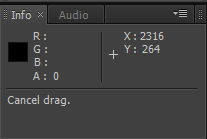 Info × Audio
R : X : 2316
G : Y : 264
B :
A : 0
Cancel drag.